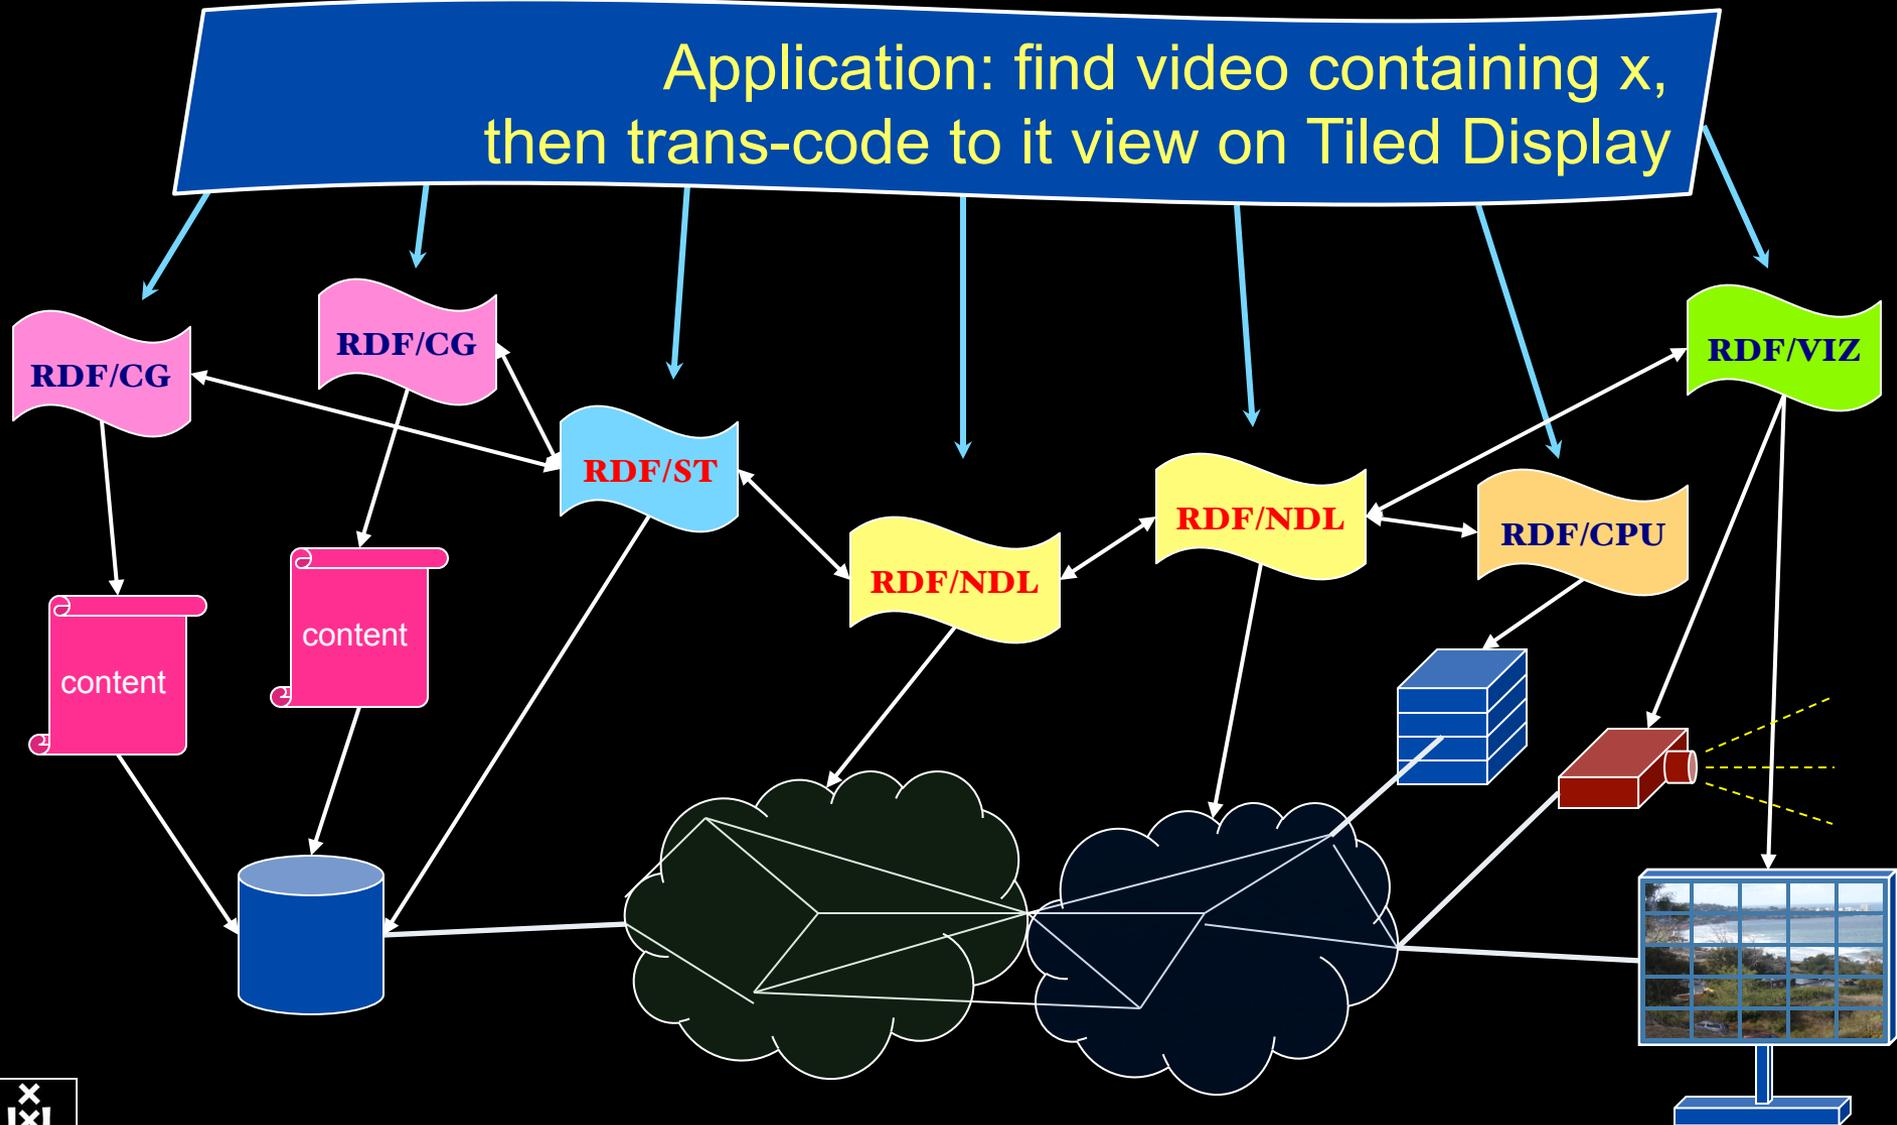 Application: find video containing x,
then trans-code to it view on Tiled Display
RDF/CG
RDF/CG
RDF/VIZ
RDF/ST
RDF/NDL
RDF/NDL
RDF/CPU
content
content